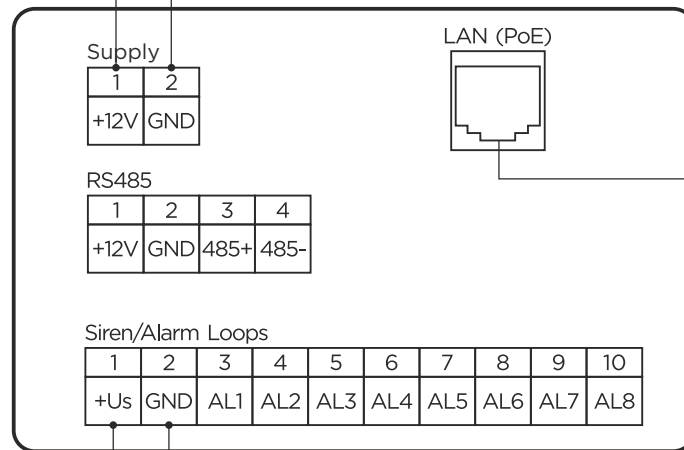 LAN (PoE)
Supply
1 2
+12V GND
RS485
1 2 3 4
+12V GND 485+ 485-
Siren/Alarm Loops
1 2 3 4 5 6 7 8 9 10
+Us GND AL1 AL2 AL3 AL4 AL5 AL6 AL7 AL8